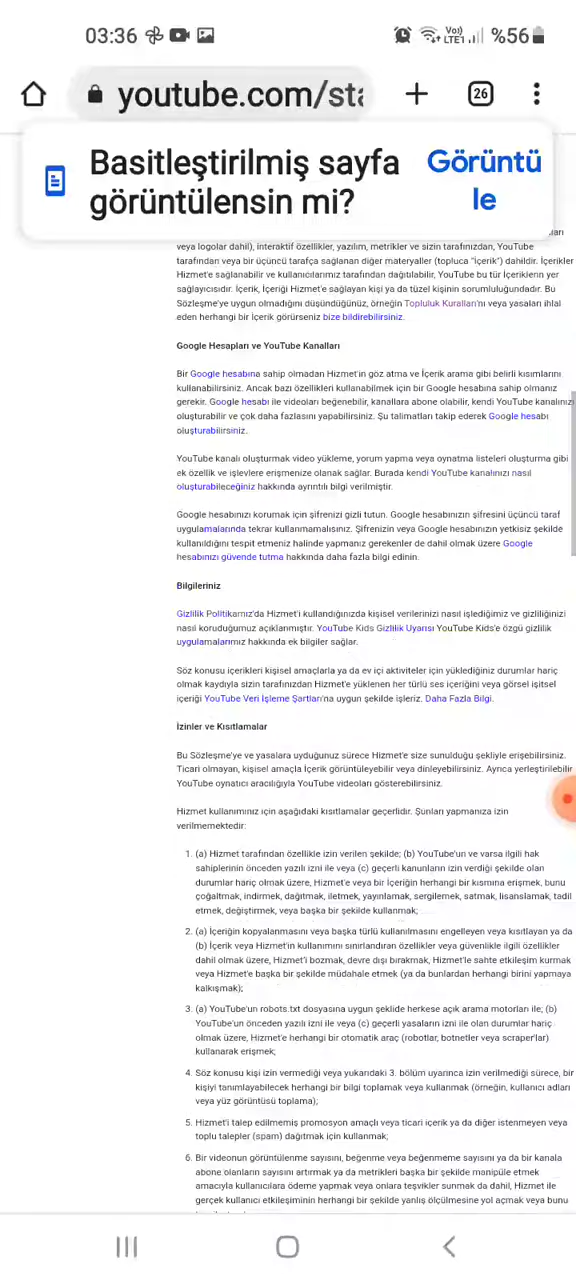 03:36
Vo))
LTE1
%56
youtube.com/sta
26
Basitleştirilmiş sayfa
görüntülensin mi?
Görüntü
le
veya logolar dahil), interaktif özellikler, yazılım, metrikler ve sizin tarafınızdan, YouTube
tarafından veya bir üçüncü tarafça sağlanan diğer materyaller (topluca "İçerik") dahildir. İçerikler
Hizmet'e sağlanabilir ve kullanıcılarımız tarafından dağıtılabilir, YouTube bu tür İçeriklerin yer
sağlayıcısıdır. İçerik, İçeriği Hizmet'e sağlayan kişi ya da tüzel kişinin sorumluluğundadır. Bu
Sözleşme'ye uygun olmadığını düşündüğünüz, örneğin Topluluk Kuralları'nı veya yasaları ihlal
eden herhangi bir İçerik görürseniz bize bildirebilirsiniz.
Google Hesapları ve YouTube Kanalları
Bir Google hesabına sahip olmadan Hizmet'in göz atma ve İçerik arama gibi belirli kısımlarını
kullanabilirsiniz. Ancak bazı özellikleri kullanabilmek için bir Google hesabına sahip olmanız
gerekir. Google hesabı ile videoları beğenebilir, kanallara abone olabilir, kendi YouTube kanalınızı
oluşturabilir ve çok daha fazlasını yapabilirsiniz. Şu talimatları takip ederek Google hesabı
oluşturabilirsiniz.
YouTube kanalı oluşturmak video yükleme, yorum yapma veya oynatma listeleri oluşturma gibi
ek özellik ve işlevlere erişmenize olanak sağlar. Burada kendi YouTube kanalınızı nasıl
oluşturabileceğiniz hakkında ayrıntılı bilgi verilmiştir.
Google hesabınızı korumak için şifrenizi gizli tutun. Google hesabınızın şifresini üçüncü taraf
uygulamalarında tekrar kullanmamalısınız. Şifrenizin veya Google hesabınızın yetkisiz şekilde
kullanıldığını tespit etmeniz halinde yapmanız gerekenler de dahil olmak üzere Google
hesabınızı güvende tutma hakkında daha fazla bilgi edinin.
Bilgileriniz
Gizlilik Politikamız'da Hizmet'i kullandığınızda kişisel verilerinizi nasıl işlediğimiz ve gizliliğinizi
nasıl koruduğumuz açıklanmıştır. YouTube Kids Gizlilik Uyarısı YouTube Kids'e özgü gizlilik
uygulamalarımız hakkında ek bilgiler sağlar.
Söz konusu içerikleri kişisel amaçlarla ya da ev içi aktiviteler için yüklediğiniz durumlar hariç
olmak kaydıyla sizin tarafınızdan Hizmet'e yüklenen her türlü ses içeriğini veya görsel işitsel
içeriği YouTube Veri İşleme Şartları'na uygun şekilde işleriz. Daha Fazla Bilgi.
İzinler ve Kısıtlamalar
Bu Sözleşme'ye ve yasalara uyduğunuz sürece Hizmet'e size sunulduğu şekliyle erişebilirsiniz.
Ticari olmayan, kişisel amaçla İçerik görüntüleyebilir veya dinleyebilirsiniz. Ayrıca yerleştirilebilir
YouTube oynatıcı aracılığıyla YouTube videoları gösterebilirsiniz.
Hizmet kullanımınız için aşağıdaki kısıtlamalar geçerlidir. Şunları yapmanıza izin
verilmemektedir:
1. (a) Hizmet tarafından özellikle izin verilen şekilde; (b) YouTube'un ve varsa ilgili hak
sahiplerinin önceden yazılı izni ile veya (c) geçerli kanunların izin verdiği şekilde olan
durumlar hariç olmak üzere, Hizmet'e veya bir İçeriğin herhangi bir kısmına erişmek, bunu
çoğaltmak, indirmek, dağıtmak, iletmek, yayınlamak, sergilemek, satmak, lisanslamak, tadil
etmek, değiştirmek, veya başka bir şekilde kullanmak;
2. (a) İçeriğin kopyalanmasını veya başka türlü kullanılmasını engelleyen veya kısıtlayan ya da
(b) İçerik veya Hizmet'in kullanımını sınırlandıran özellikler veya güvenlikle ilgili özellikler
dahil olmak üzere, Hizmet'i bozmak, devre dışı bırakmak, Hizmet'le sahte etkileşim kurmak
veya Hizmet'e başka bir şekilde müdahale etmek (ya da bunlardan herhangi birini yapmaya
kalkışmak);
3. (a) YouTube'un robots.txt dosyasına uygun şeklide herkese açık arama motorları ile; (b)
YouTube'un önceden yazılı izni ile veya (c) geçerli yasaların izni ile olan durumlar hariç
olmak üzere, Hizmet'e herhangi bir otomatik araç (robotlar, botnetler veya scraper'lar)
kullanarak erişmek;
4. Söz konusu kişi izin vermediği veya yukarıdaki 3. bölüm uyarınca izin verilmediği sürece, bir
kişiyi tanımlayabilecek herhangi bir bilgi toplamak veya kullanmak (örneğin, kullanıcı adları
veya yüz görüntüsü toplama);
5. Hizmet'i talep edilmemiş promosyon amaçlı veya ticari içerik ya da diğer istenmeyen veya
toplu talepler (spam) dağıtmak için kullanmak;
6. Bir videonun görüntülenme sayısını, beğenme veya beğenmeme sayısını ya da bir kanala
abone olanların sayısını artırmak ya da metrikleri başka bir şekilde manipüle etmek
amacıyla kullanıcılara ödeme yapmak veya onlara teşvikler sunmak da dahil, Hizmet ile
gerçek kullanıcı etkileşiminin herhangi bir şekilde yanlış ölçülmesine yol açmak veya bunu